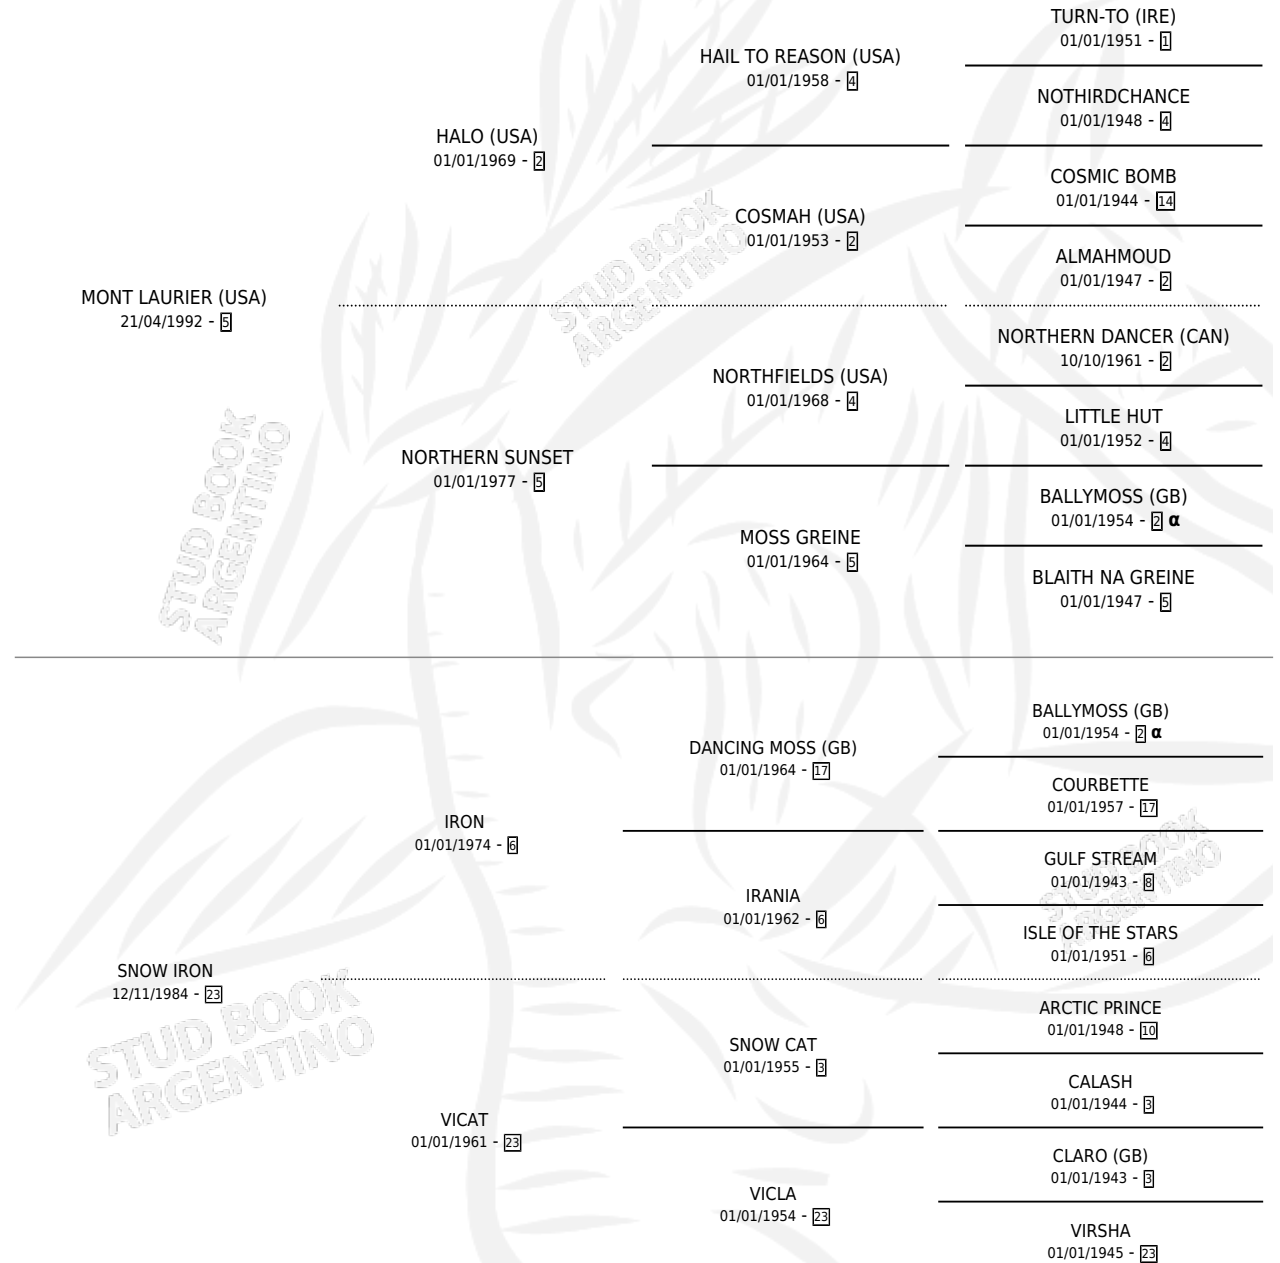 TURN-TO (IRE)
01/01/1951 - 1
HAIL TO REASON (USA)
01/01/1958 - 4
NOTHIRDCHANCE
01/01/1948 - 4
HALO (USA)
01/01/1969 - 2
COSMIC BOMB
01/01/1944 - 14
COSMAH (USA)
01/01/1953 - 2
ALMAHMOUD
01/01/1947 - 2
MONT LAURIER (USA)
21/04/1992 - 5
NORTHERN DANCER (CAN)
10/10/1961 - 2
NORTHFIELDS (USA)
01/01/1968 - 4
LITTLE HUT
01/01/1952 - 4
NORTHERN SUNSET
01/01/1977 - 5
BALLYMOSS (GB)
01/01/1954 - 2 α
MOSS GREINE
01/01/1964 - 5
BLAITH NA GREINE
01/01/1947 - 5
BALLYMOSS (GB)
01/01/1954 - 2 α
DANCING MOSS (GB)
01/01/1964 - 17
COURBETTE
01/01/1957 - 17
IRON
01/01/1974 - 6
GULF STREAM
01/01/1943 - 8
IRANIA
01/01/1962 - 6
ISLE OF THE STARS
01/01/1951 - 6
SNOW IRON
12/11/1984 - 23
ARCTIC PRINCE
01/01/1948 - 10
SNOW CAT
01/01/1955 - 3
CALASH
01/01/1944 - 3
VICAT
01/01/1961 - 23
CLARO (GB)
01/01/1943 - 3
VICLA
01/01/1954 - 23
VIRSHA
01/01/1945 - 23
STUD BOOK
ARGENTINO
STUD BOOK
ARGENTINO
STUD BOOK
ARGENTINO
STUD BOOK
ARGENTINO